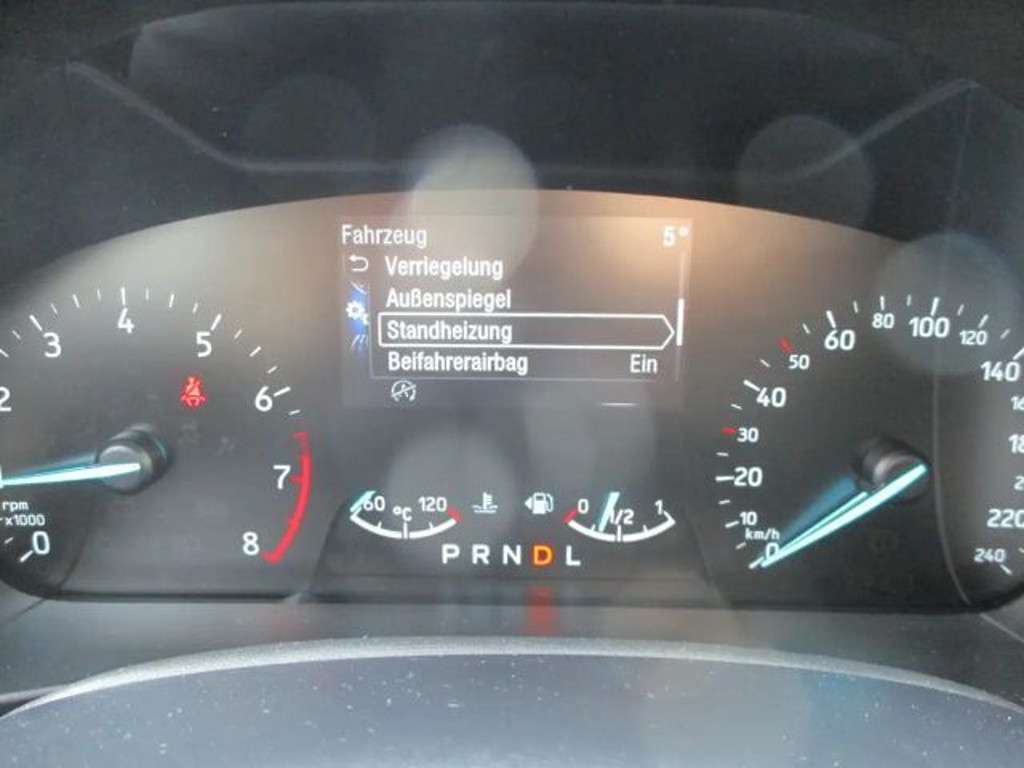 Fahrzeug 5°
Verriegelung
Außenspiegel
Standheizung
Beifahrerairbag Ein
2 3 4 5 6 7 8
rpm
x1000
0
60 °C 120
0 1/2 1
P R N D L
0 10 20 30 40 50 60 80 100 120 140
km/h
220
240